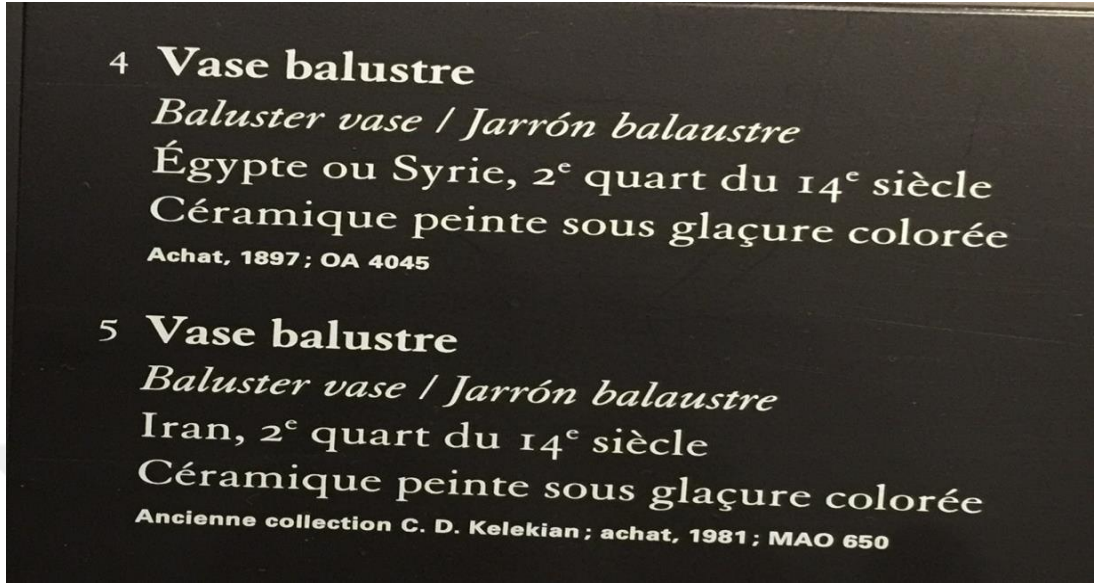 4 Vase balustre
Baluster vase / Jarrón balaustre
Égypte ou Syrie, 2e quart du 14e siècle
Céramique peinte sous glaçure colorée
Achat, 1897 ; OA 4045
5 Vase balustre
Baluster vase / Jarrón balaustre
Iran, 2e quart du 14e siècle
Céramique peinte sous glaçure colorée
Ancienne collection C. D. Kelekian ; achat, 1981 ; MAO 650